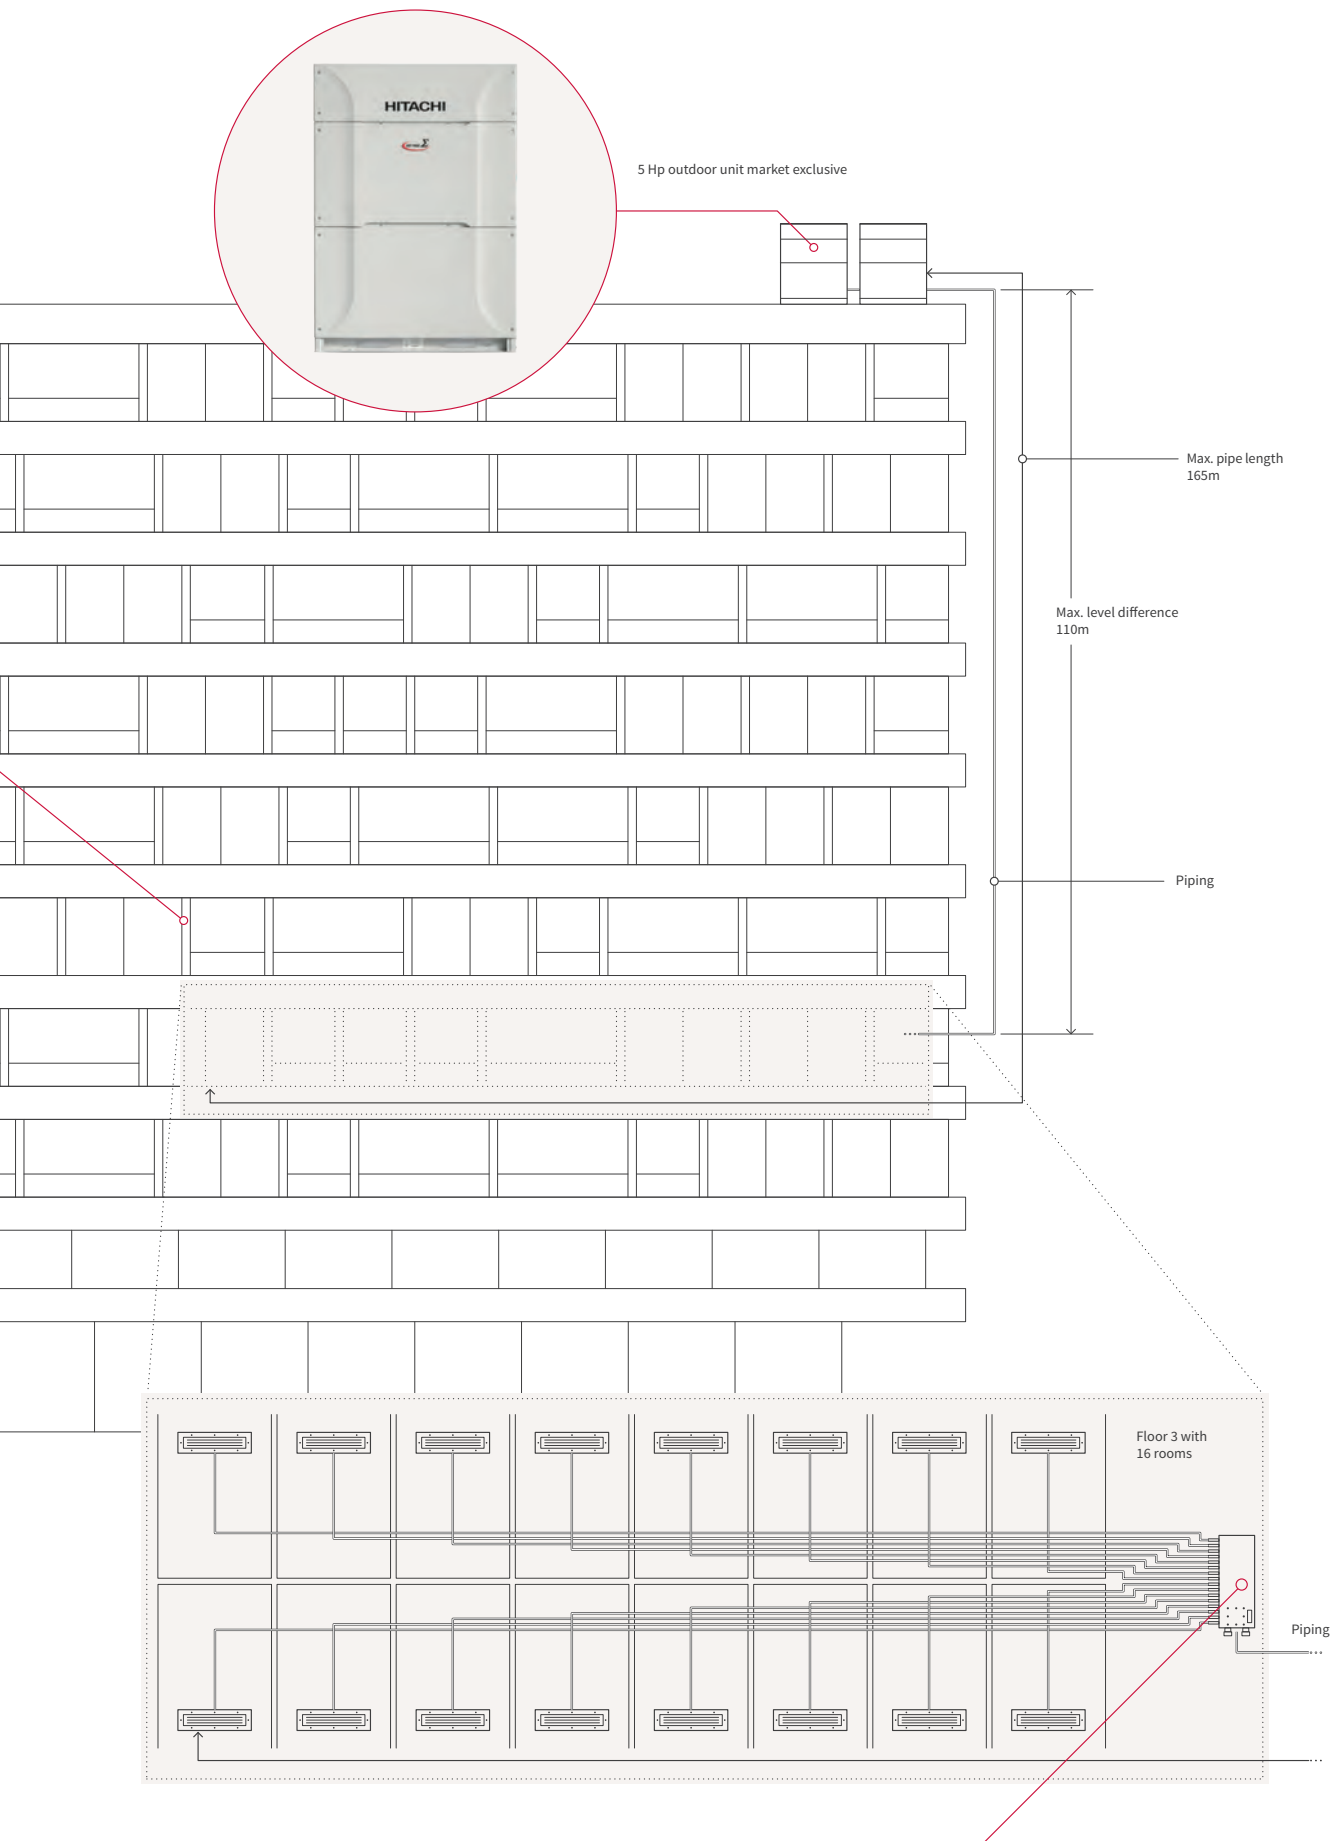 HITACHI
5 Hp outdoor unit market exclusive
Max. pipe length
165m
Max. level difference
110m
Piping
Floor 3 with
16 rooms
Piping